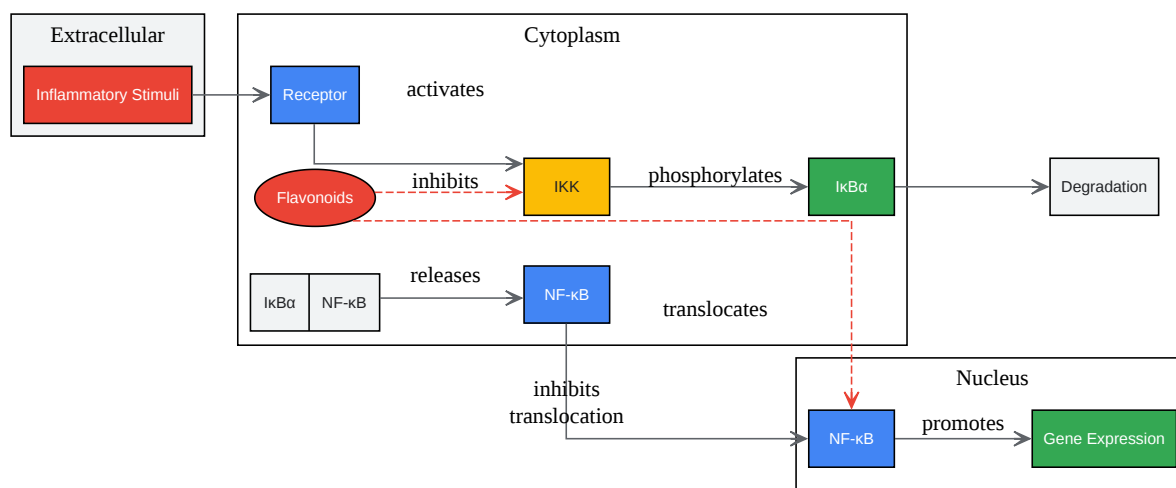 Extracellular
Cytoplasm
Inflammatory Stimuli
Receptor
activates
Flavonoids
inhibits
IKK
phosphorylates
IκBα
Degradation
IκBα
NF-κB
releases
NF-κB
translocates
inhibits
translocation
Nucleus
NF-κB
promotes
Gene Expression